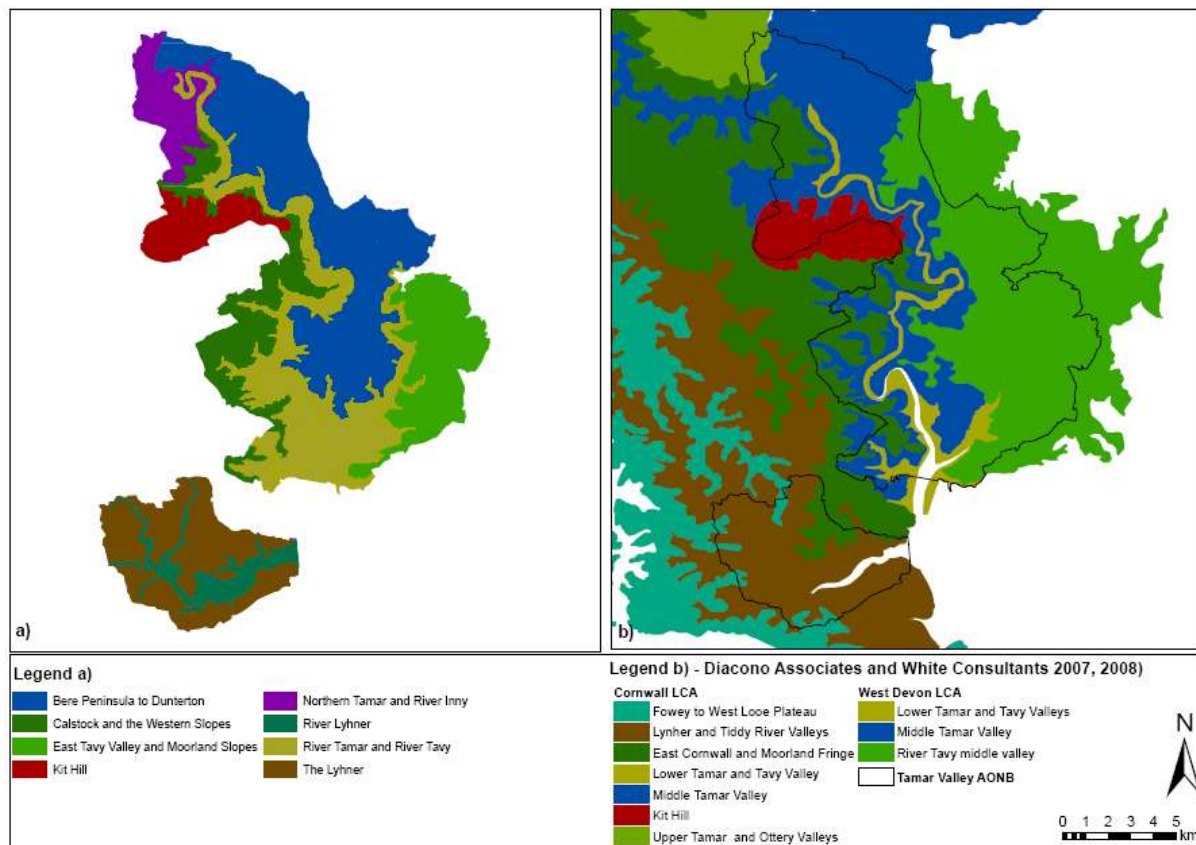 a)
b)
Legend a)
Bere Peninsula to Dunterton
Calstock and the Western Slopes
East Tavy Valley and Moorland Slopes
Kit Hill
Northern Tamar and River Inny
River Lyhner
River Tamar and River Tavy
The Lyhner
Legend b) - Diacono Associates and White Consultants 2007, 2008)
Cornwall LCA
Fowey to West Looe Plateau
Lynher and Tiddy River Valleys
East Cornwall and Moorland Fringe
Lower Tamar and Tavy Valley
Middle Tamar Valley
Kit Hill
Upper Tamar and Ottery Valleys
West Devon LCA
Lower Tamar and Tavy Valleys
Middle Tamar Valley
River Tavy middle valley
Tamar Valley AONB
N
0 1 2 3 4 5
km